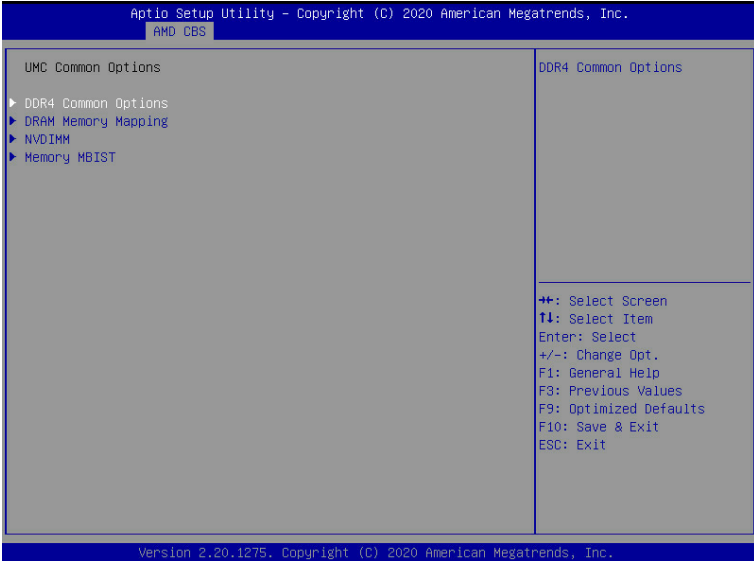 Aptio Setup Utility – Copyright (C) 2020 American Megatrends, Inc.
AMD CBS
UMC Common Options
DDR4 Common Options
DRAM Memory Mapping
NVDIMM
Memory MBIST
DDR4 Common Options
→←: Select Screen
↑↓: Select Item
Enter: Select
+/-: Change Opt.
F1: General Help
F3: Previous Values
F9: Optimized Defaults
F10: Save & Exit
ESC: Exit
Version 2.20.1275. Copyright (C) 2020 American Megatrends, Inc.